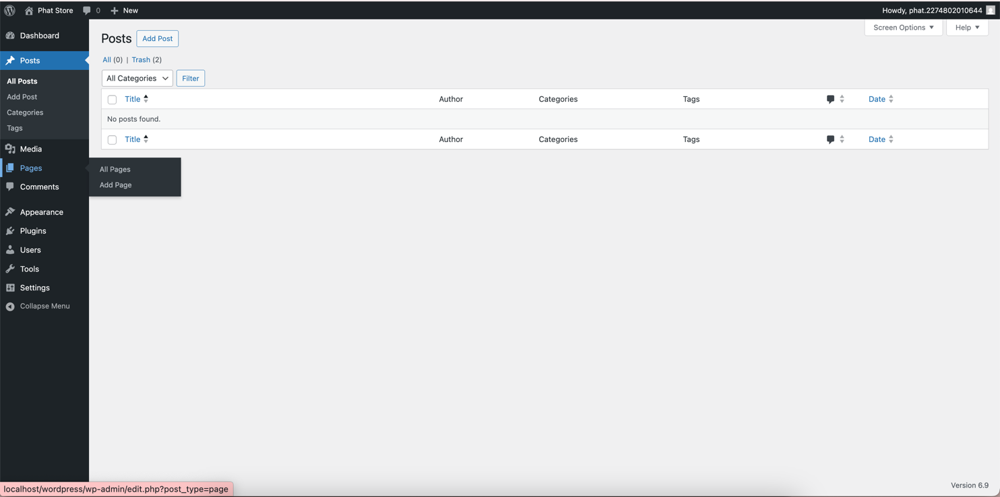 Phat Store 0 New Howdy, phat.2274802010644
Screen Options Help
Dashboard
Posts
All Posts
Add Post
Categories
Tags
Media
Pages
All Pages
Add Page
Comments
Appearance
Plugins
Users
Tools
Settings
Collapse Menu
Posts Add Post
All (0) | Trash (2)
All Categories Filter
Title Author Categories Tags Date
No posts found.
Title Author Categories Tags Date
localhost/wordpress/wp-admin/edit.php?post_type=page
Version 6.9